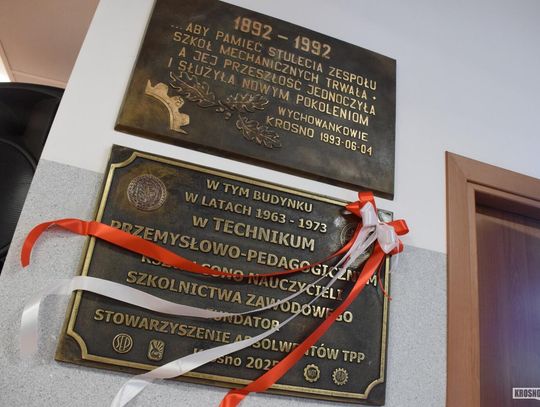 1892 – 1992
...ABY PAMIĘĆ STULECIA ZESPOŁU
SZKÓŁ MECHANICZNYCH TRWAŁA -
A JEJ PRZESZŁOŚĆ JEDNOCZYŁA
I SŁUŻYŁA NOWYM POKOLENIOM
WYCHOWANKOWIE
KROSNO 1993-06-04
W TYM BUDYNKU
W LATACH 1963 - 1973
W TECHNIKUM
PRZEMYSŁOWO-PEDAGOGICZNYM
KSZTAŁCONO NAUCZYCIELI
SZKOLNICTWA ZAWODOWEGO
FUNDATOR
STOWARZYSZENIE ABSOLWENTÓW TPP
Krosno